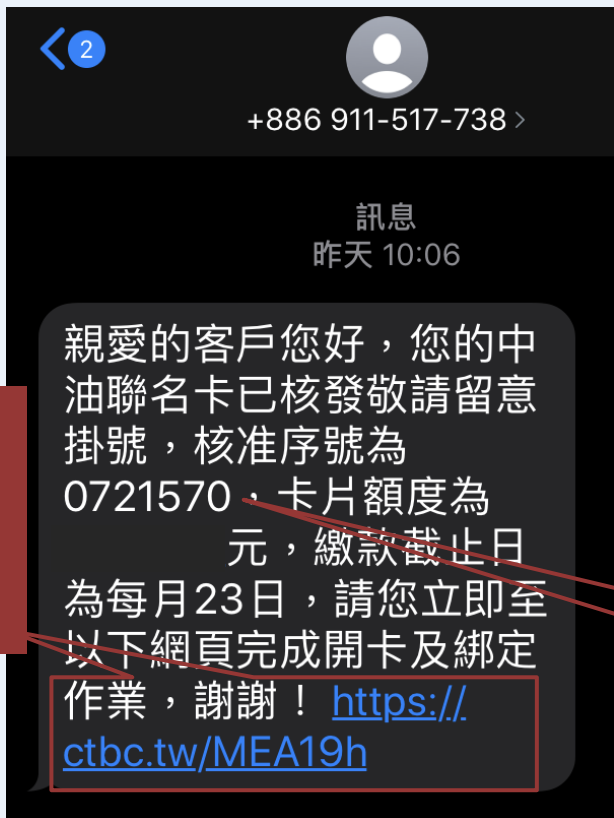 2
+886 911-517-738
訊息
昨天 10:06
親愛的客戶您好，您的中
油聯名卡已核發敬請留意
掛號，核准序號為
0721570，卡片額度為
元，繳款截止日
為每月23日，請您立即至
以下網頁完成開卡及綁定
作業，謝謝！ https://
ctbc.tw/MEA19h